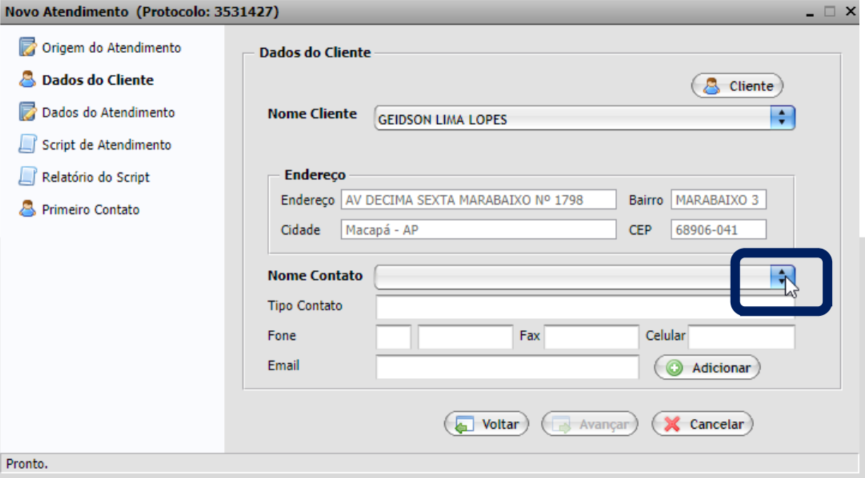 Novo Atendimento (Protocolo: 3531427)
Origem do Atendimento
Dados do Cliente
Dados do Atendimento
Script de Atendimento
Relatório do Script
Primeiro Contato
Dados do Cliente
Cliente
Nome Cliente GEIDSON LIMA LOPES
Endereço
Endereço AV DECIMA SEXTA MARABAIXO Nº 1798 Bairro MARABAIXO 3
Cidade Macapá - AP CEP 68906-041
Nome Contato
Tipo Contato
Fone Fax Celular
Email Adicionar
Voltar Avançar Cancelar
Pronto.